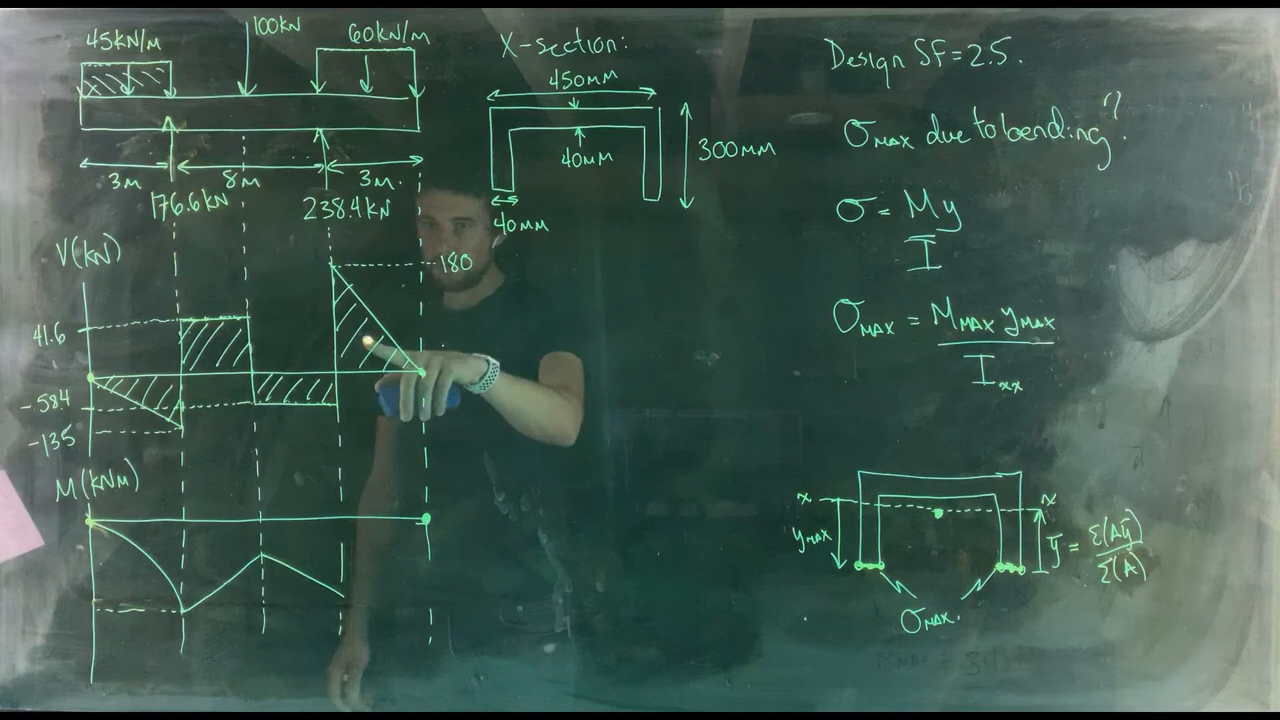 45kN/m
100kN
60kN/m
3m
8m
3m.
176.6kN
238.4kN
X-section:
450mm
40mm
300mm
40mm
V(kN)
180
41.6
-58.4
-135
M(kNm)
Design SF=2.5.
σMAX due to bending?
σ = My
I
σMAX = MMAX yMAX
Ixx
x
x
yMAX
ȳ = Σ(Aȳ)
Σ(A)
σMAX.